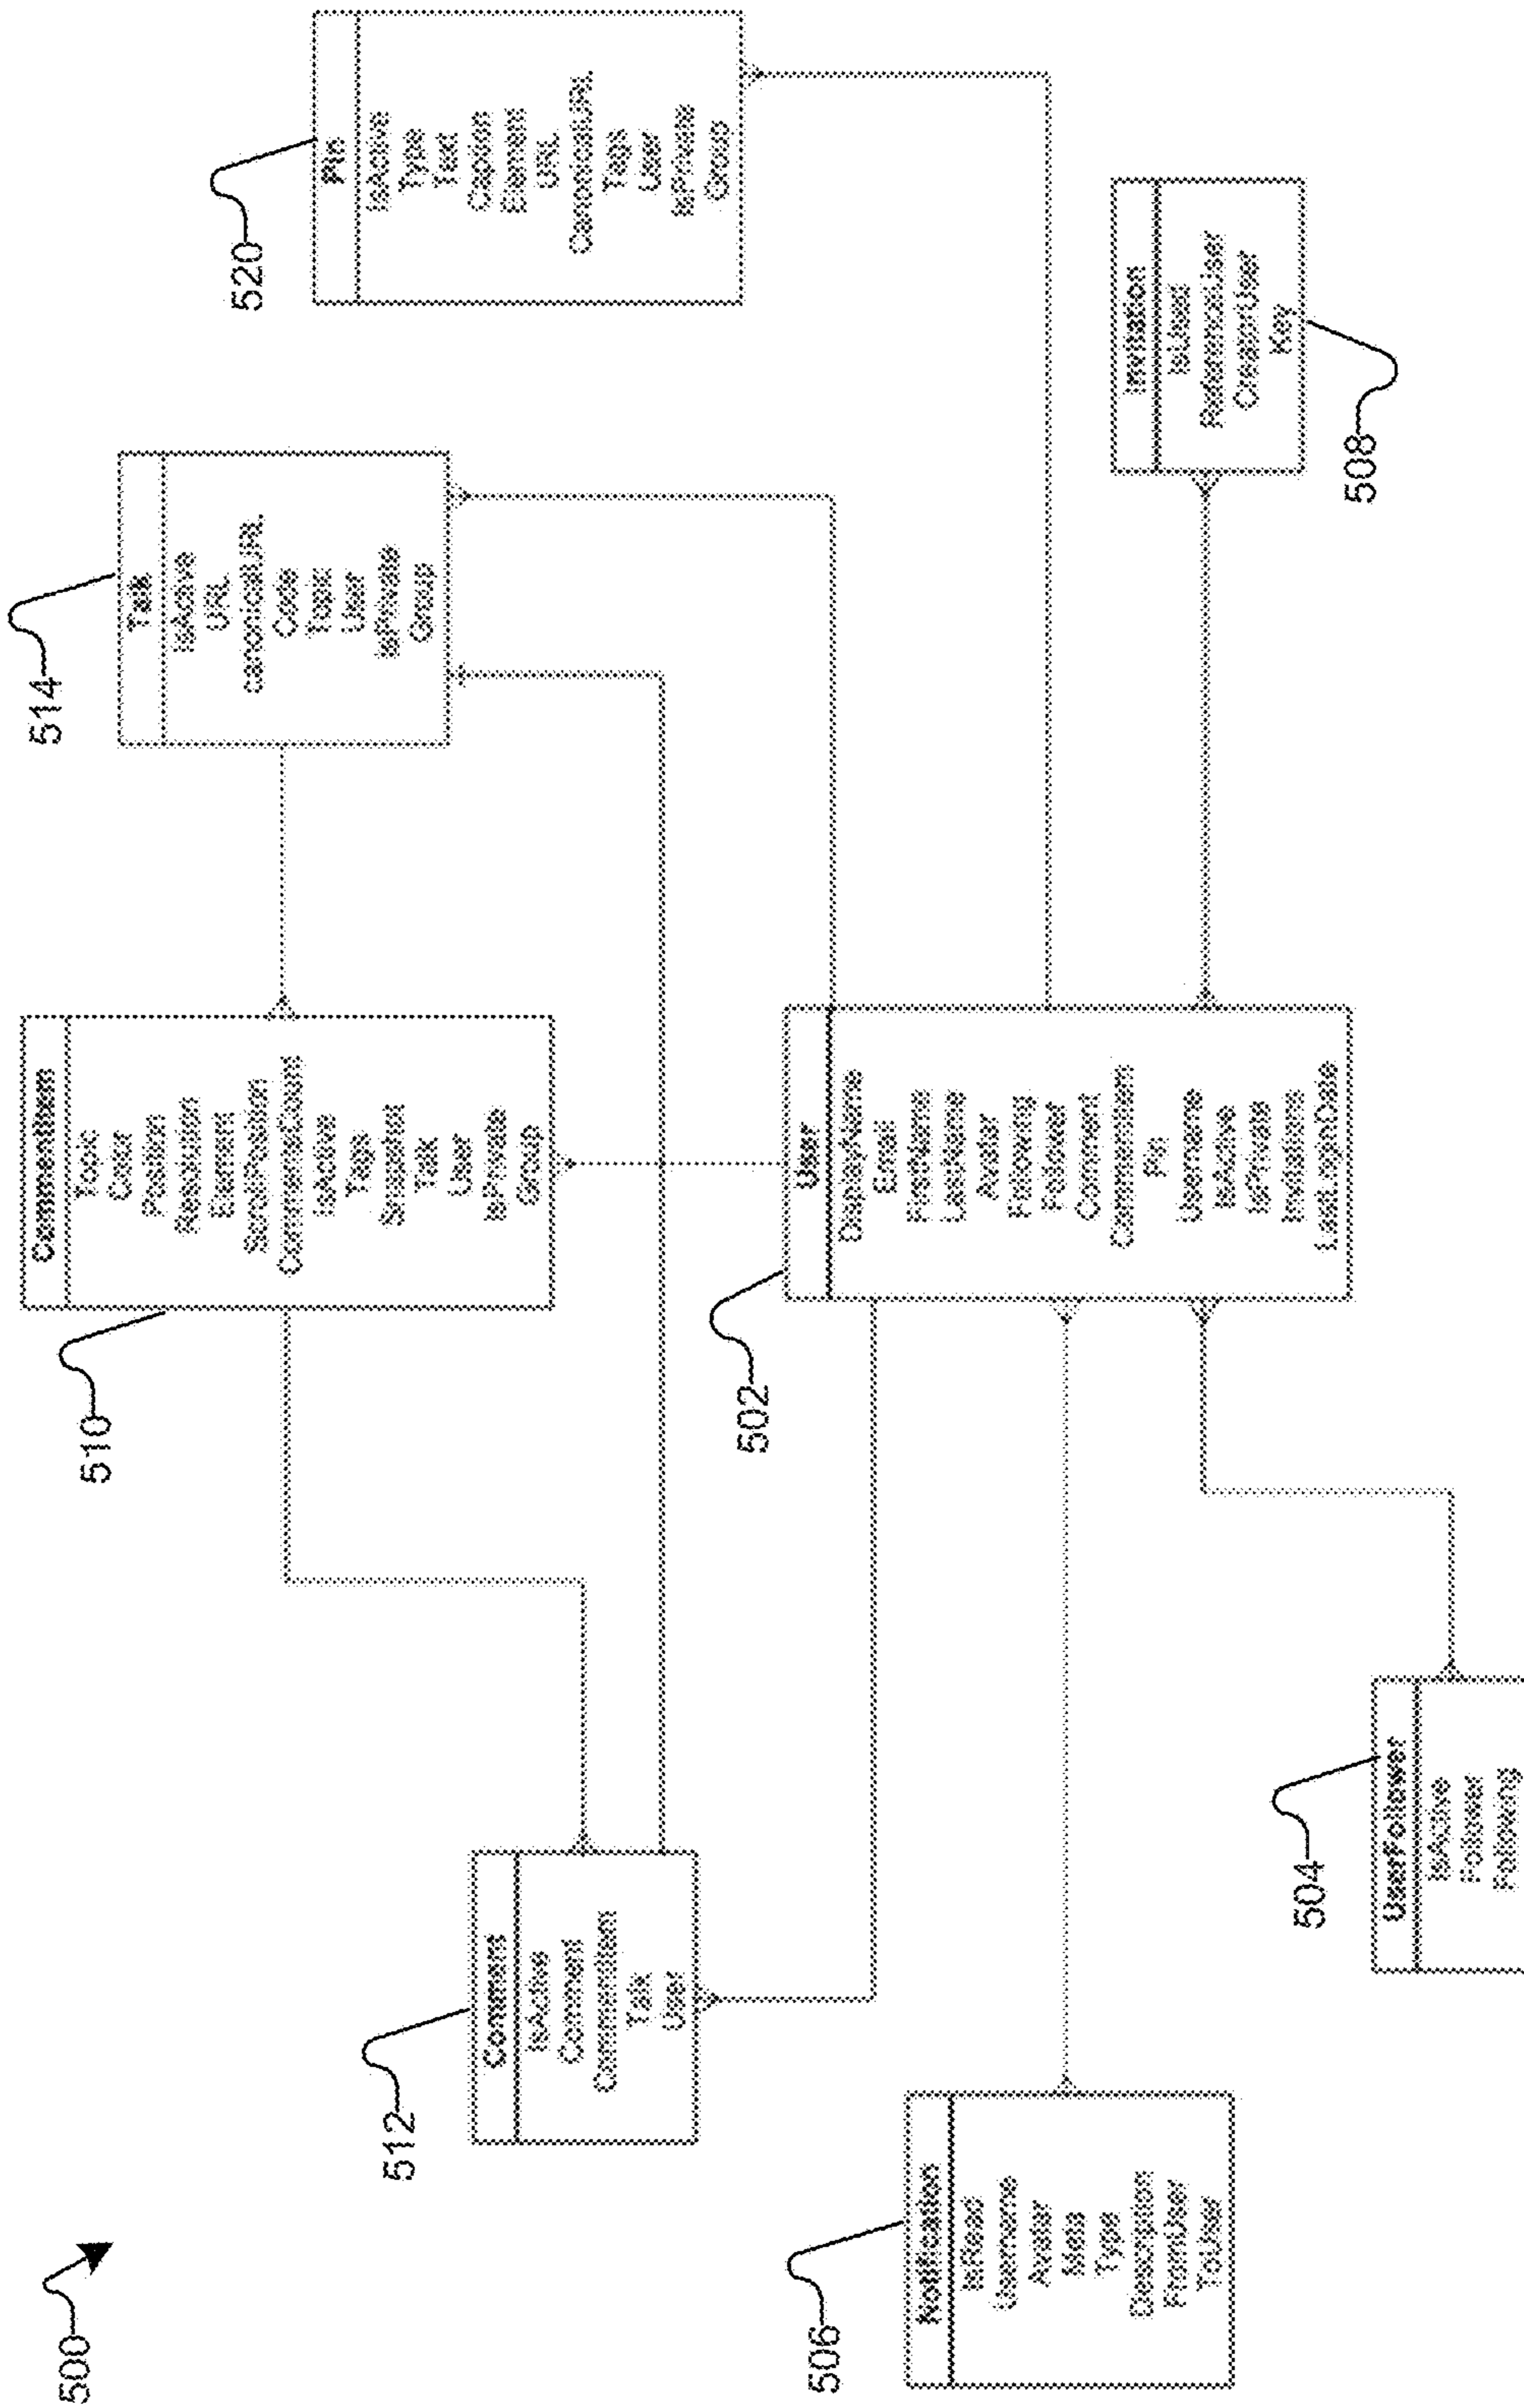 500
510
CommentItem
Topic
Color
Position
Resolution
Element
ScrollPosition
CommentsCount
IsActive
Tags
Snapshot
Talk
User
IsPrivate
Group
514
Talk
IsActive
URL
canonicalURL
Code
Topic
User
IsPrivate
Group
520
Pin
IsActive
Type
Text
Caption
Element
URL
CanonicalURL
Tags
User
IsPrivate
Group
512
Comment
IsActive
Comment
CommentItem
Talk
User
502
User
DisplayName
Email
FirstName
LastName
Avatar
Following
Follower
Comment
CommentItem
Pin
Username
IsActive
IsPrivate
Invitations
LastLoginDate
Invitation
IsUsed
ReferenceUser
CreatorUser
Key
508
506
Notification
IsRead
Username
Avatar
Meta
Type
Description
FromUser
ToUser
504
UserFollower
IsActive
Follower
Following